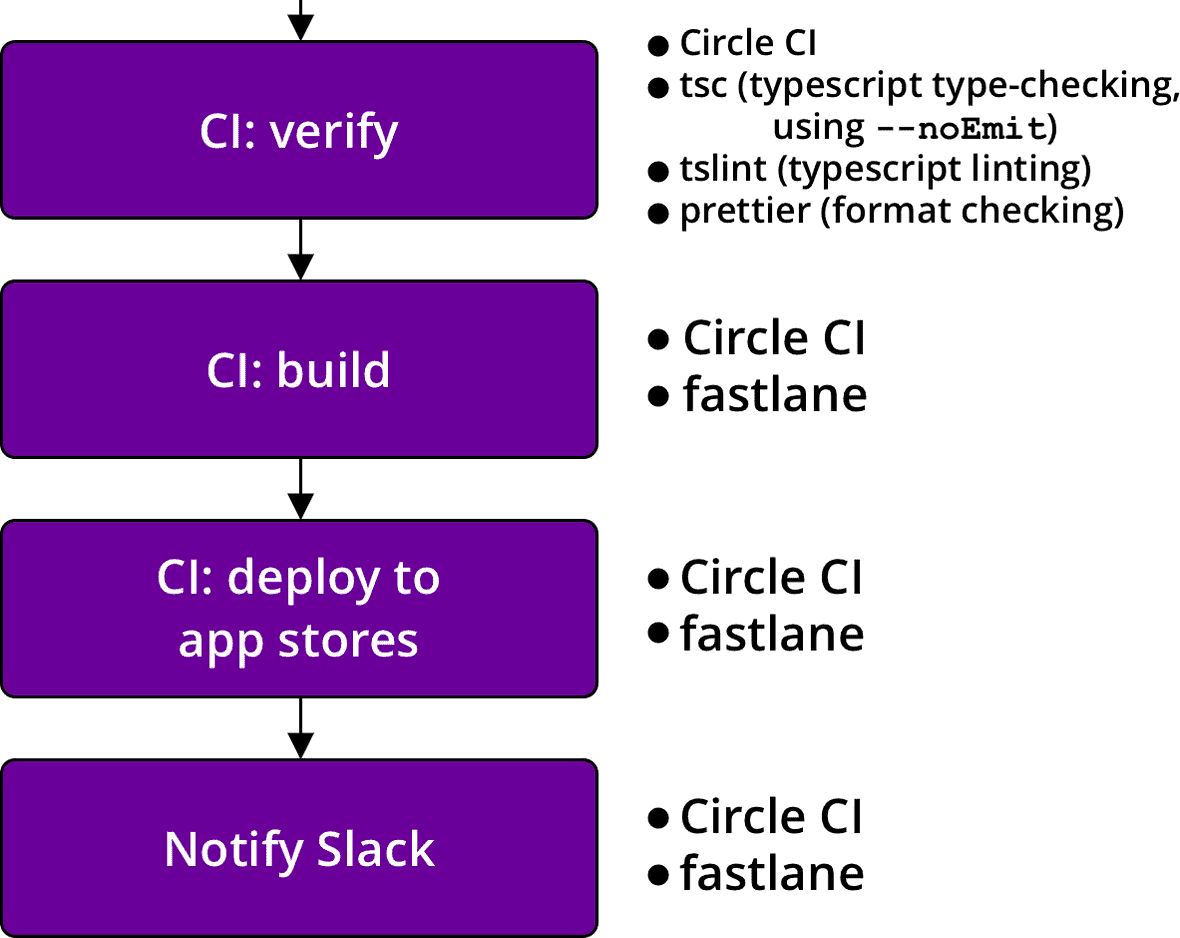 CI: verify
● Circle CI
● tsc (typescript type-checking,
using --noEmit)
● tslint (typescript linting)
● prettier (format checking)
CI: build
● Circle CI
● fastlane
CI: deploy to
app stores
● Circle CI
● fastlane
Notify Slack
● Circle CI
● fastlane